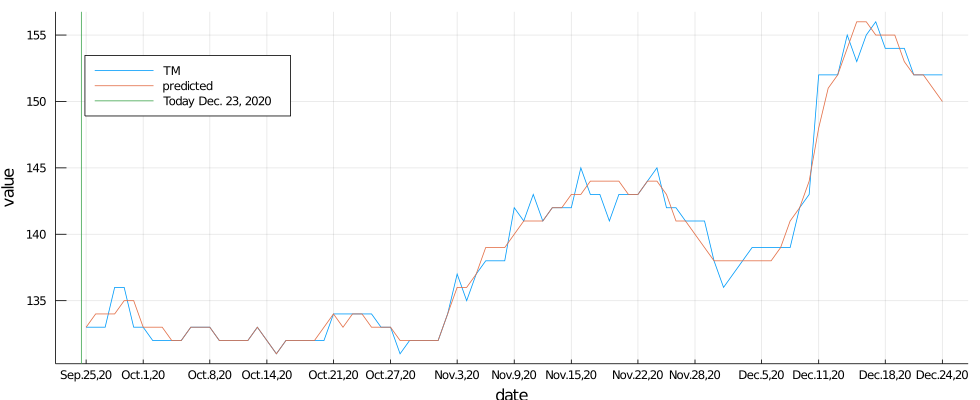 155
150
145
140
135
value
TM
predicted
Today Dec. 23, 2020
Sep.25,20 Oct.1,20 Oct.8,20 Oct.14,20 Oct.21,20 Oct.27,20 Nov.3,20 Nov.9,20 Nov.15,20 Nov.22,20 Nov.28,20 Dec.5,20 Dec.11,20 Dec.18,20 Dec.24,20
date